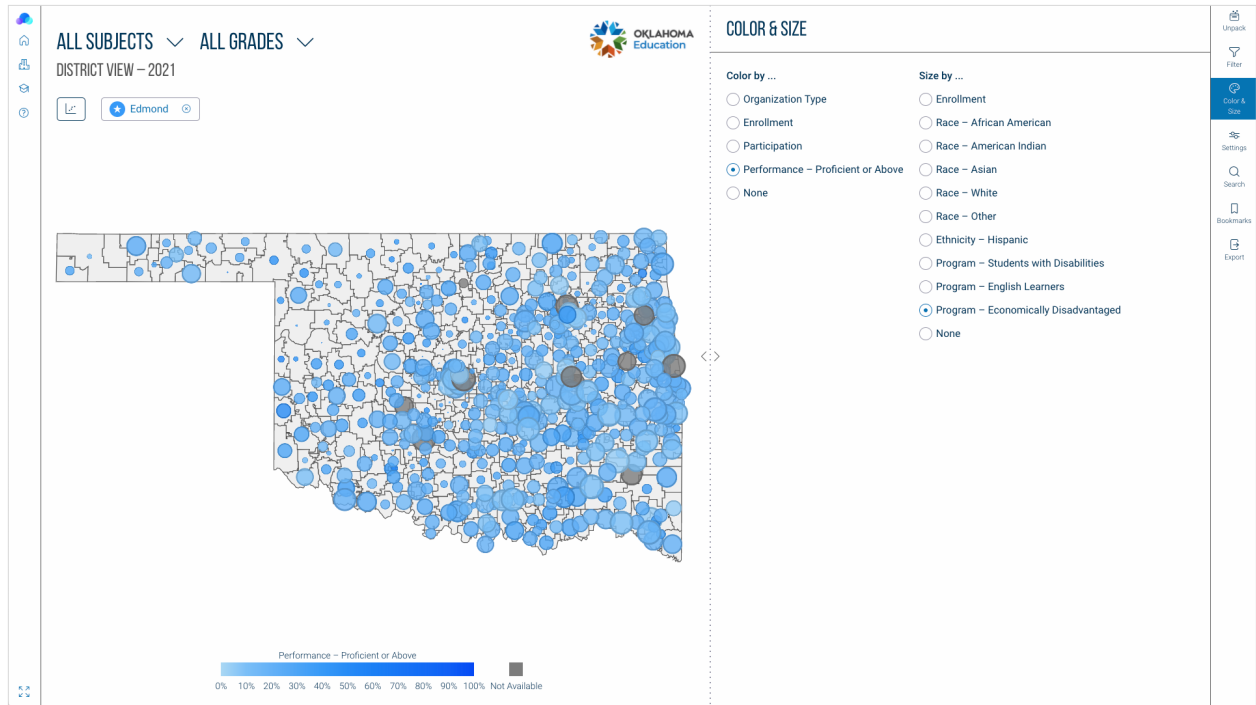 ALL SUBJECTS ALL GRADES
DISTRICT VIEW – 2021
Edmond
OKLAHOMA
Education
COLOR & SIZE
Color by ...
Organization Type
Enrollment
Participation
Performance – Proficient or Above
None
Size by ...
Enrollment
Race – African American
Race – American Indian
Race – Asian
Race – White
Race – Other
Ethnicity – Hispanic
Program – Students with Disabilities
Program – English Learners
Program – Economically Disadvantaged
None
Unpack
Filter
Color &
Size
Settings
Search
Bookmarks
Export
Performance – Proficient or Above
0% 10% 20% 30% 40% 50% 60% 70% 80% 90% 100% Not Available